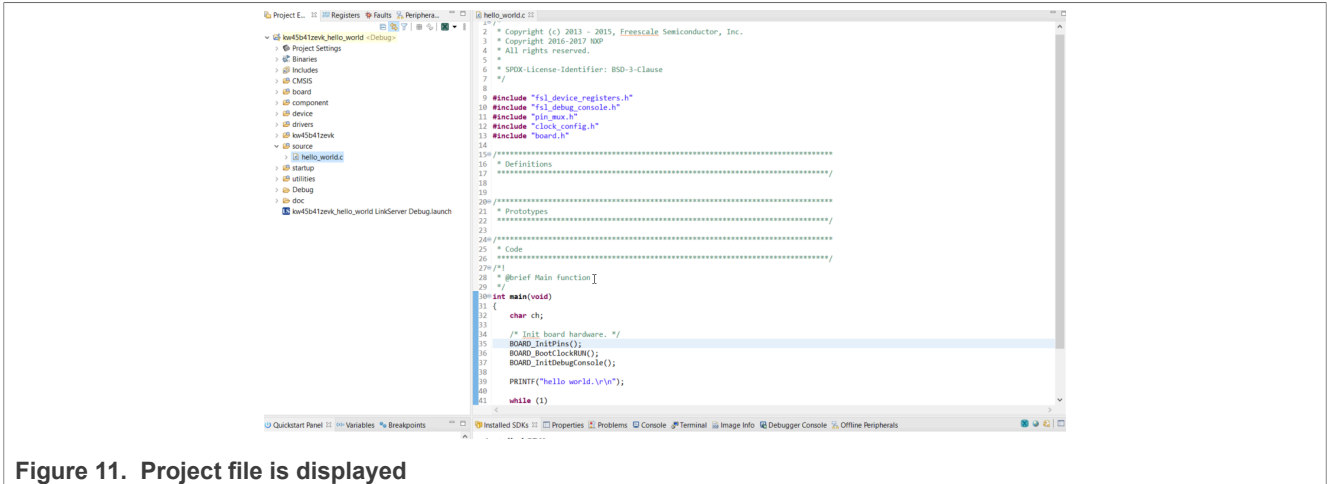 Project E... Registers Faults Periphera...
kw45b41zevk_hello_world <Debug>
Project Settings
Binaries
Includes
CMSIS
board
component
device
drivers
kw45b41zevk
source
hello_world.c
startup
utilities
Debug
doc
kw45b41zevk_hello_world LinkServer Debug.launch
hello_world.c
1 /*
2 * Copyright (c) 2013 - 2015, Freescale Semiconductor, Inc.
3 * Copyright 2016-2017 NXP
4 * All rights reserved.
5 *
6 * SPDX-License-Identifier: BSD-3-Clause
7 */
8
9 #include "fsl_device_registers.h"
10 #include "fsl_debug_console.h"
11 #include "pin_mux.h"
12 #include "clock_config.h"
13 #include "board.h"
14
15 /*******************************************************************************
16 * Definitions
17 ******************************************************************************/
18
19
20 /*******************************************************************************
21 * Prototypes
22 ******************************************************************************/
23
24 /*******************************************************************************
25 * Code
26 ******************************************************************************/
27 /*!
28 * @brief Main function
29 */
30 int main(void)
31 {
32 char ch;
33
34 /* Init board hardware. */
35 BOARD_InitPins();
36 BOARD_BootClockRUN();
37 BOARD_InitDebugConsole();
38
39 PRINTF("hello world.\r\n");
40
41 while (1)
Quickstart Panel Variables Breakpoints
Installed SDKs Properties Problems Console Terminal Image Info Debugger Console Offline Peripherals
Figure 11. Project file is displayed